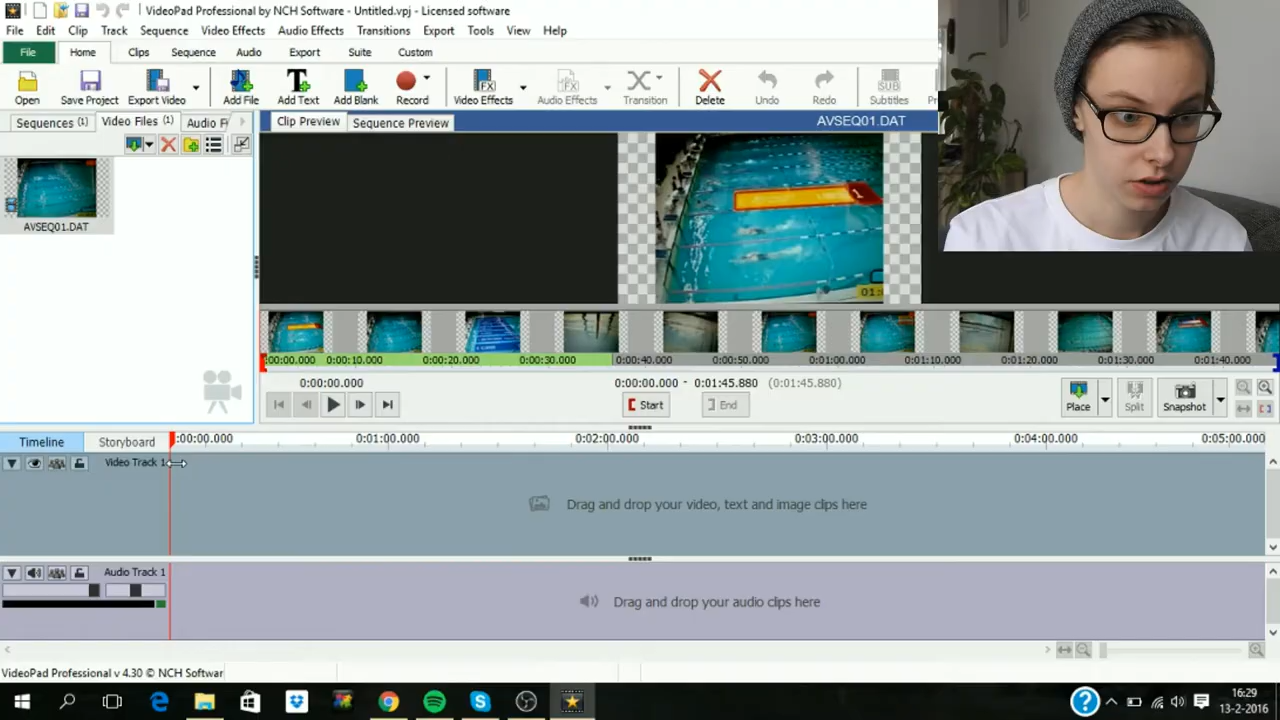 VideoPad Professional by NCH Software - Untitled.vpj - Licensed software
File Edit Clip Track Sequence Video Effects Audio Effects Transitions Export Tools View Help
File Home Clips Sequence Audio Export Suite Custom
Open Save Project Export Video Add File Add Text Add Blank Record Video Effects Audio Effects Transition Delete Undo Redo SUB Subtitles
Sequences (1) Video Files (1) Audio F Clip Preview Sequence Preview AVSEQ01.DAT
AVSEQ01.DAT
:00:00.000 0:00:10.000 0:00:20.000 0:00:30.000 0:00:40.000 0:00:50.000 0:01:00.000 0:01:10.000 0:01:20.000 0:01:30.000 0:01:40.000
0:00:00.000 0:00:00.000 - 0:01:45.880 (0:01:45.880)
Start End Place Split Snapshot
Timeline Storyboard :00:00.000 0:01:00.000 0:02:00.000 0:03:00.000 0:04:00.000 0:05:00.000
Video Track 1
Drag and drop your video, text and image clips here
Audio Track 1
Drag and drop your audio clips here
VideoPad Professional v 4.30 © NCH Softwar
16:29
13-2-2016